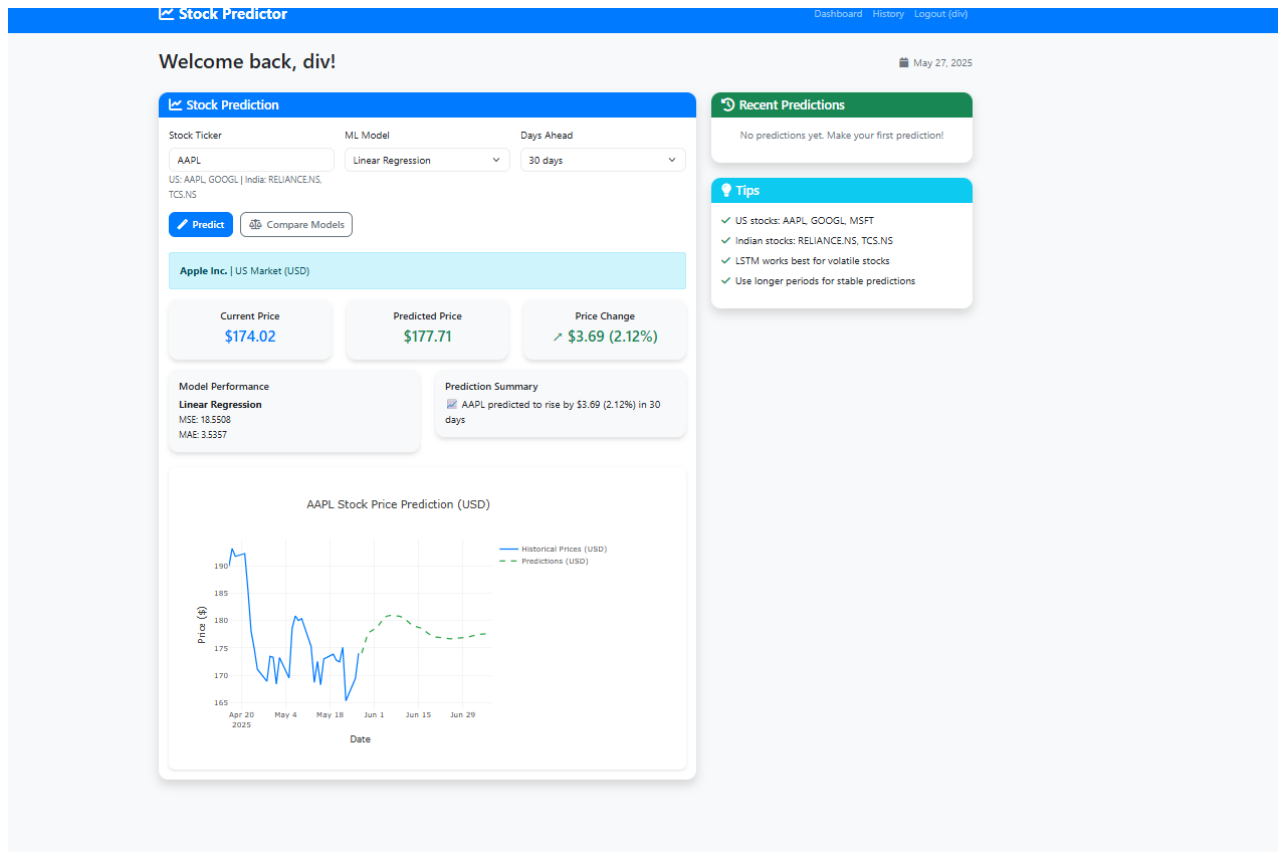 Stock Predictor
Dashboard History Logout (div)
Welcome back, div!
May 27, 2025
Stock Prediction
Stock Ticker ML Model Days Ahead
AAPL Linear Regression 30 days
US: AAPL, GOOGL | India: RELIANCE.NS,
TCS.NS
Predict Compare Models
Apple Inc. | US Market (USD)
Current Price Predicted Price Price Change
$174.02 $177.71 ↗ $3.69 (2.12%)
Model Performance
Linear Regression
MSE: 18.5508
MAE: 3.5357
Prediction Summary
📈 AAPL predicted to rise by $3.69 (2.12%) in 30
days
AAPL Stock Price Prediction (USD)
Historical Prices (USD)
Predictions (USD)
190
185
180
175
170
165
Price ($)
Apr 20 May 4 May 18 Jun 1 Jun 15 Jun 29
2025
Date
Recent Predictions
No predictions yet. Make your first prediction!
Tips
US stocks: AAPL, GOOGL, MSFT
Indian stocks: RELIANCE.NS, TCS.NS
LSTM works best for volatile stocks
Use longer periods for stable predictions